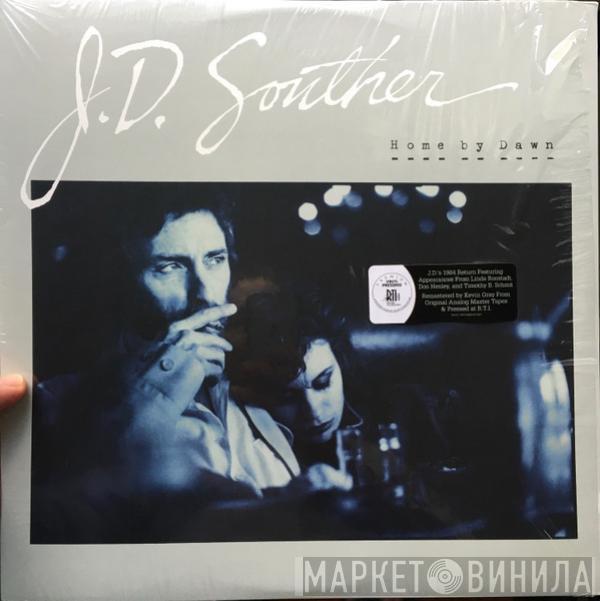 J.D. Souther
Home by Dawn
J.D.'s 1984 Return Featuring
Appearances From Linda Ronstadt,
Don Henley, and Timothy B. Schmit
Remastered by Kevin Gray From
Original Analog Master Tapes
& Pressed at R.T.I.
RTI
МАРКЕТ ВИНИЛА